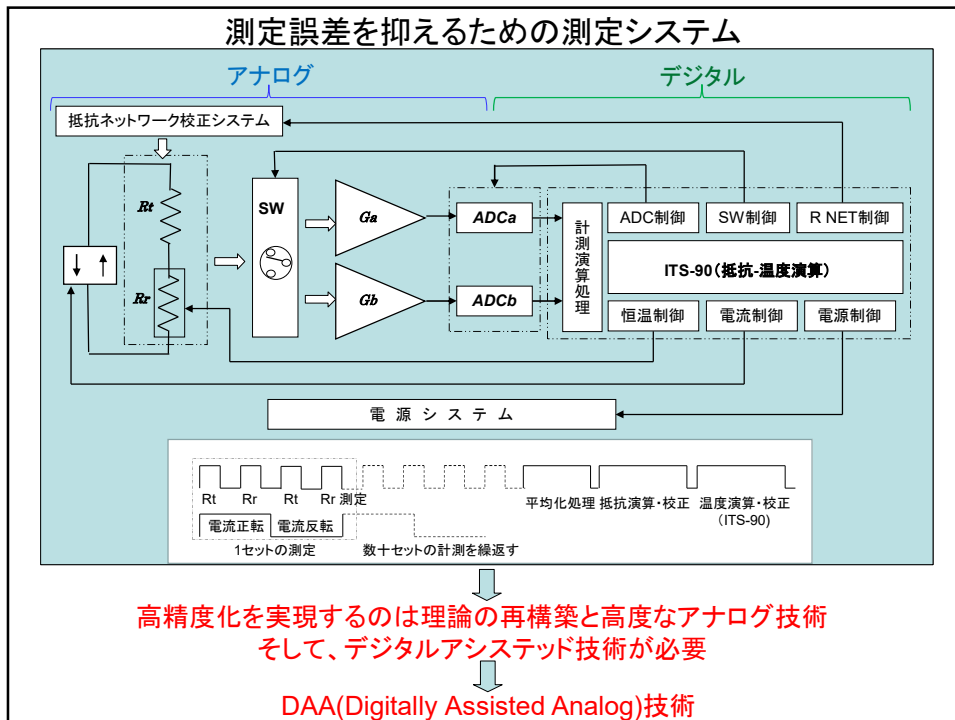 測定誤差を抑えるための測定システム
アナログ
デジタル
抵抗ネットワーク校正システム
Rt
Rr
SW
Ga
Gb
ADCa
ADCb
計測演算処理
ADC制御
SW制御
R NET制御
ITS-90(抵抗-温度演算)
恒温制御
電流制御
電源制御
電源システム
Rt
Rr
Rt
Rr
測定
電流正転
電流反転
1セットの測定
数十セットの計測を繰返す
平均化処理
抵抗演算・校正
温度演算・校正
(ITS-90)
高精度化を実現するのは理論の再構築と高度なアナログ技術
そして、デジタルアシステッド技術が必要
DAA(Digitally Assisted Analog)技術